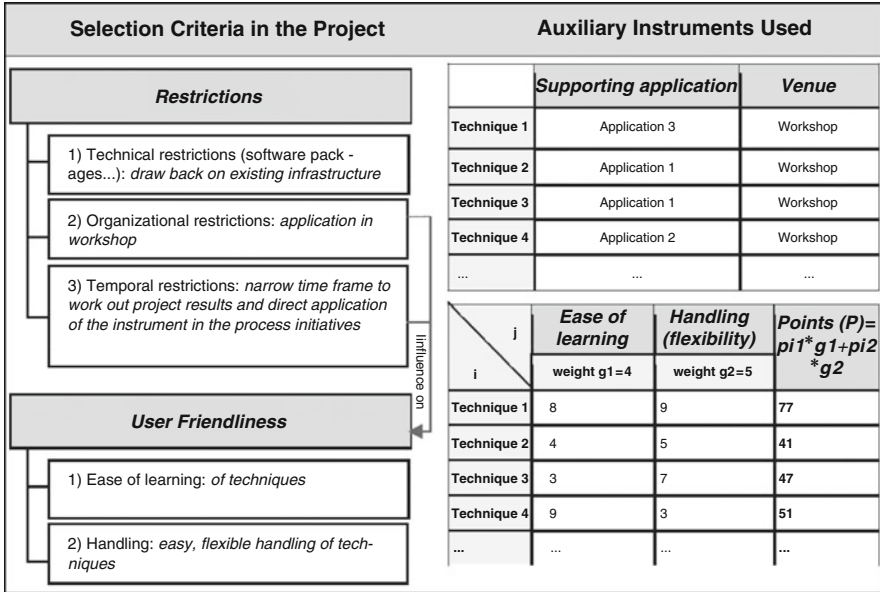 Selection Criteria in the Project
Restrictions
1) Technical restrictions (software pack -
ages...): draw back on existing infrastructure
2) Organizational restrictions: application in
workshop
3) Temporal restrictions: narrow time frame to
work out project results and direct application
of the instrument in the process initiatives
Iinfluence on
User Friendliness
1) Ease of learning: of techniques
2) Handling: easy, flexible handling of tech-
niques
Auxiliary Instruments Used
Supporting application Venue
Technique 1 Application 3 Workshop
Technique 2 Application 1 Workshop
Technique 3 Application 1 Workshop
Technique 4 Application 2 Workshop
... ... ...
j
i
Ease of
learning
weight g1=4
Handling
(flexibility)
weight g2=5
Points (P)=
pi1*g1+pi2
*g2
Technique 1 8 9 77
Technique 2 4 5 41
Technique 3 3 7 47
Technique 4 9 3 51
... ... ... ...